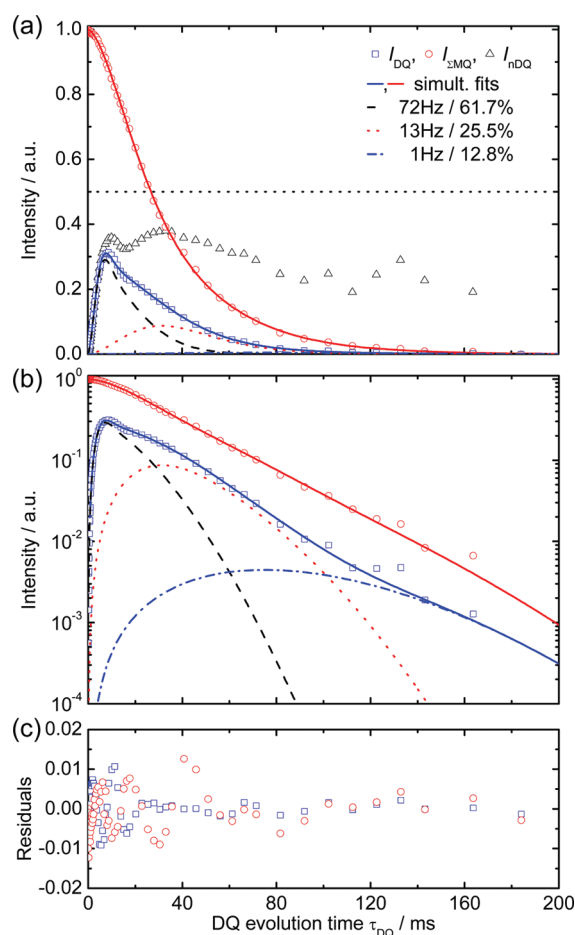 (a)
1.0
0.8
0.6
0.4
0.2
0.0
Intensity / a.u.
I_DQ, I_ΣMQ, I_nDQ
, simult. fits
72Hz / 61.7%
13Hz / 25.5%
1Hz / 12.8%
(b)
10^0
10^-1
10^-2
10^-3
10^-4
Intensity / a.u.
(c)
0.02
0.01
0.00
-0.01
-0.02
Residuals
0 40 80 120 160 200
DQ evolution time τ_DQ / ms